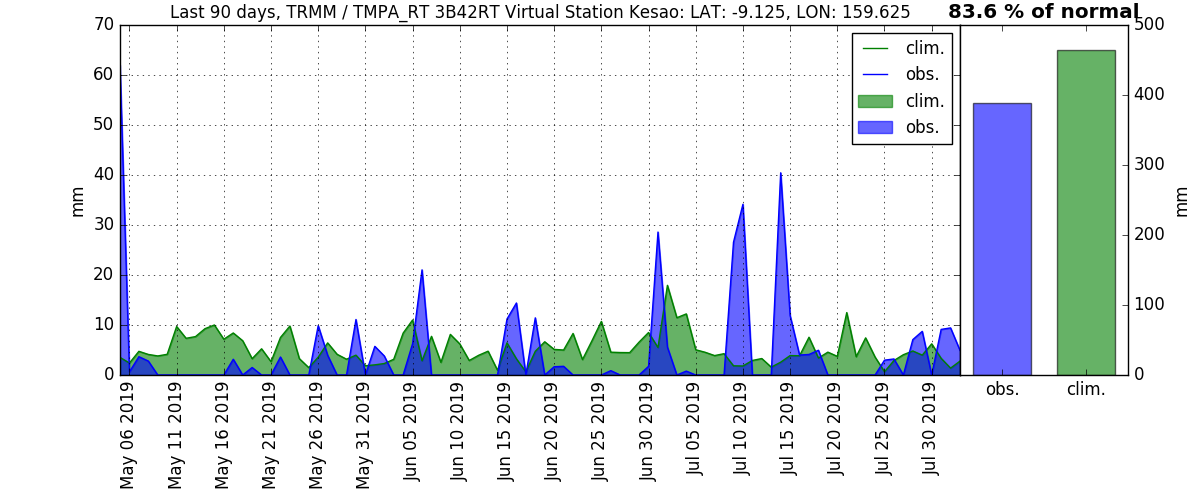 Last 90 days, TRMM / TMPA_RT 3B42RT Virtual Station Kesao: LAT: -9.125, LON: 159.625
83.6 % of normal
70
60
50
40
30
20
10
0
mm
clim.
obs.
clim.
obs.
May 06 2019
May 11 2019
May 16 2019
May 21 2019
May 26 2019
May 31 2019
Jun 05 2019
Jun 10 2019
Jun 15 2019
Jun 20 2019
Jun 25 2019
Jun 30 2019
Jul 05 2019
Jul 10 2019
Jul 15 2019
Jul 20 2019
Jul 25 2019
Jul 30 2019
500
400
300
200
100
0
mm
obs.
clim.